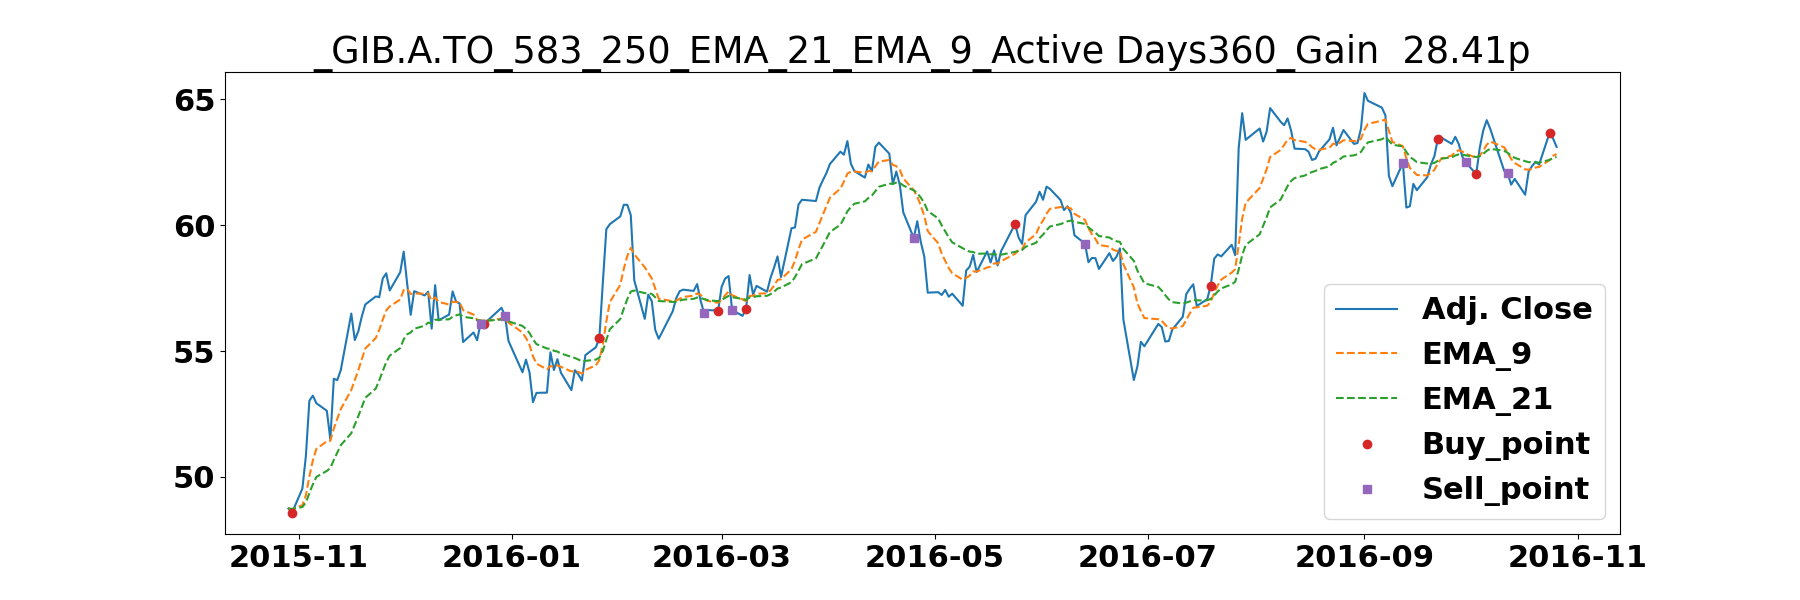 _GIB.A.TO_583_250_EMA_21_EMA_9_Active Days360_Gain  28.41p
65
60
55
50
2015-11
2016-01
2016-03
2016-05
2016-07
2016-09
2016-11
Adj. Close
EMA_9
EMA_21
Buy_point
Sell_point